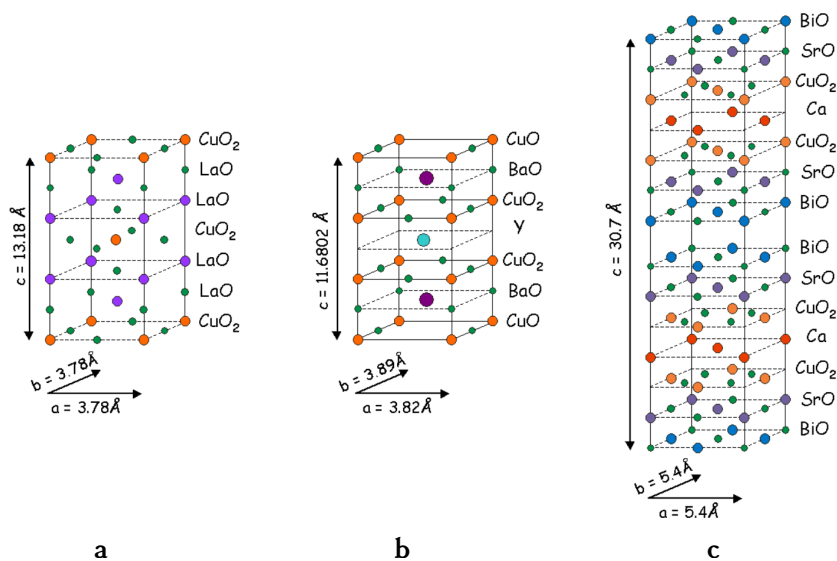 CuO₂
LaO
LaO
CuO₂
LaO
LaO
CuO₂
c = 13.18 Å
b = 3.78Å
a = 3.78Å
a
CuO
BaO
CuO₂
Y
CuO₂
BaO
CuO
c = 11.6802 Å
b = 3.89Å
a = 3.82Å
b
BiO
SrO
CuO₂
Ca
CuO₂
SrO
BiO
BiO
SrO
CuO₂
Ca
CuO₂
SrO
BiO
c = 30.7 Å
b = 5.4Å
a = 5.4Å
c